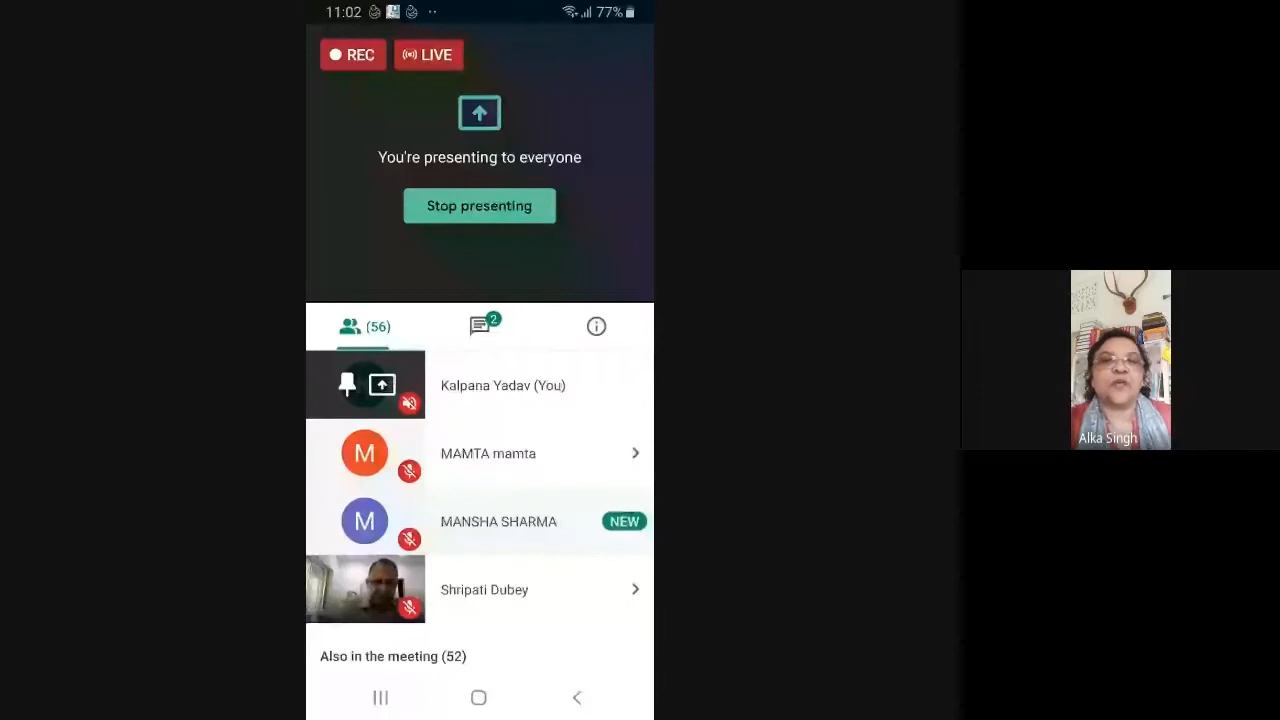 11:02
77%
REC
LIVE
You're presenting to everyone
Stop presenting
(56)
2
Kalpana Yadav (You)
M
MAMTA mamta
M
MANSHA SHARMA
NEW
Shripati Dubey
Also in the meeting (52)
Alka Singh